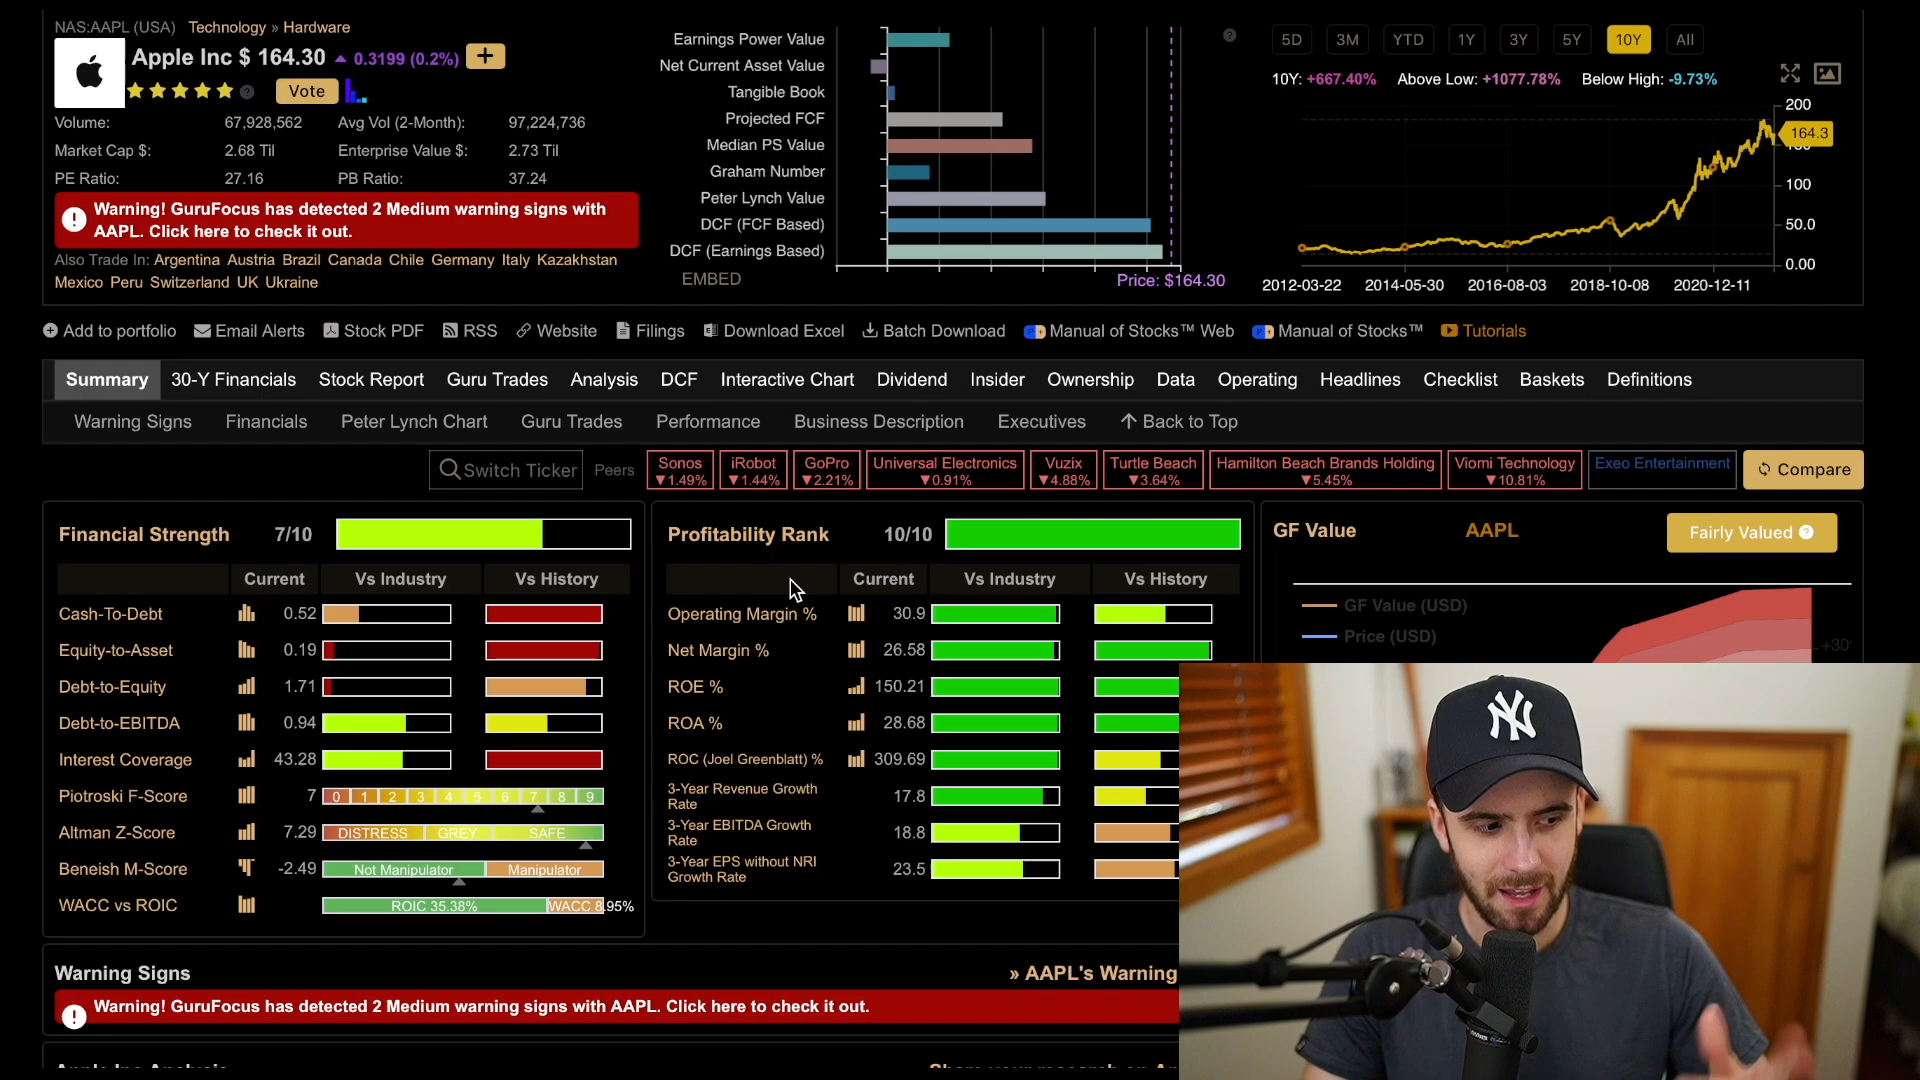 NAS:AAPL (USA) Technology » Hardware
Apple Inc $ 164.30 0.3199 (0.2%) +
Vote
Volume: 67,928,562 Avg Vol (2-Month): 97,224,736
Market Cap $: 2.68 Til Enterprise Value $: 2.73 Til
PE Ratio: 27.16 PB Ratio: 37.24
Warning! GuruFocus has detected 2 Medium warning signs with
AAPL. Click here to check it out.
Also Trade In: Argentina Austria Brazil Canada Chile Germany Italy Kazakhstan
Mexico Peru Switzerland UK Ukraine
Earnings Power Value
Net Current Asset Value
Tangible Book
Projected FCF
Median PS Value
Graham Number
Peter Lynch Value
DCF (FCF Based)
DCF (Earnings Based)
EMBED
Price: $164.30
5D 3M YTD 1Y 3Y 5Y 10Y All
10Y: +667.40% Above Low: +1077.78% Below High: -9.73%
200
164.3
100
50.0
0.00
2012-03-22 2014-05-30 2016-08-03 2018-10-08 2020-12-11
Add to portfolio Email Alerts Stock PDF RSS Website Filings Download Excel Batch Download Manual of Stocks™ Web Manual of Stocks™ Tutorials
Summary 30-Y Financials Stock Report Guru Trades Analysis DCF Interactive Chart Dividend Insider Ownership Data Operating Headlines Checklist Baskets Definitions
Warning Signs Financials Peter Lynch Chart Guru Trades Performance Business Description Executives ↑ Back to Top
Switch Ticker Peers
Sonos
▼1.49%
iRobot
▼1.44%
GoPro
▼2.21%
Universal Electronics
▼0.91%
Vuzix
▼4.88%
Turtle Beach
▼3.64%
Hamilton Beach Brands Holding
▼5.45%
Viomi Technology
▼10.81%
Exeo Entertainment
Compare
Financial Strength 7/10
Current Vs Industry Vs History
Cash-To-Debt 0.52
Equity-to-Asset 0.19
Debt-to-Equity 1.71
Debt-to-EBITDA 0.94
Interest Coverage 43.28
Piotroski F-Score 7 0 1 2 3 4 5 6 7 8 9
Altman Z-Score 7.29 DISTRESS GREY SAFE
Beneish M-Score -2.49 Not Manipulator Manipulator
WACC vs ROIC ROIC 35.38% WACC 8.95%
Profitability Rank 10/10
Current Vs Industry Vs History
Operating Margin % 30.9
Net Margin % 26.58
ROE % 150.21
ROA % 28.68
ROC (Joel Greenblatt) % 309.69
3-Year Revenue Growth
Rate 17.8
3-Year EBITDA Growth
Rate 18.8
3-Year EPS without NRI
Growth Rate 23.5
GF Value AAPL Fairly Valued
GF Value (USD)
Price (USD)
Warning Signs » AAPL's Warning
Warning! GuruFocus has detected 2 Medium warning signs with AAPL. Click here to check it out.
NY